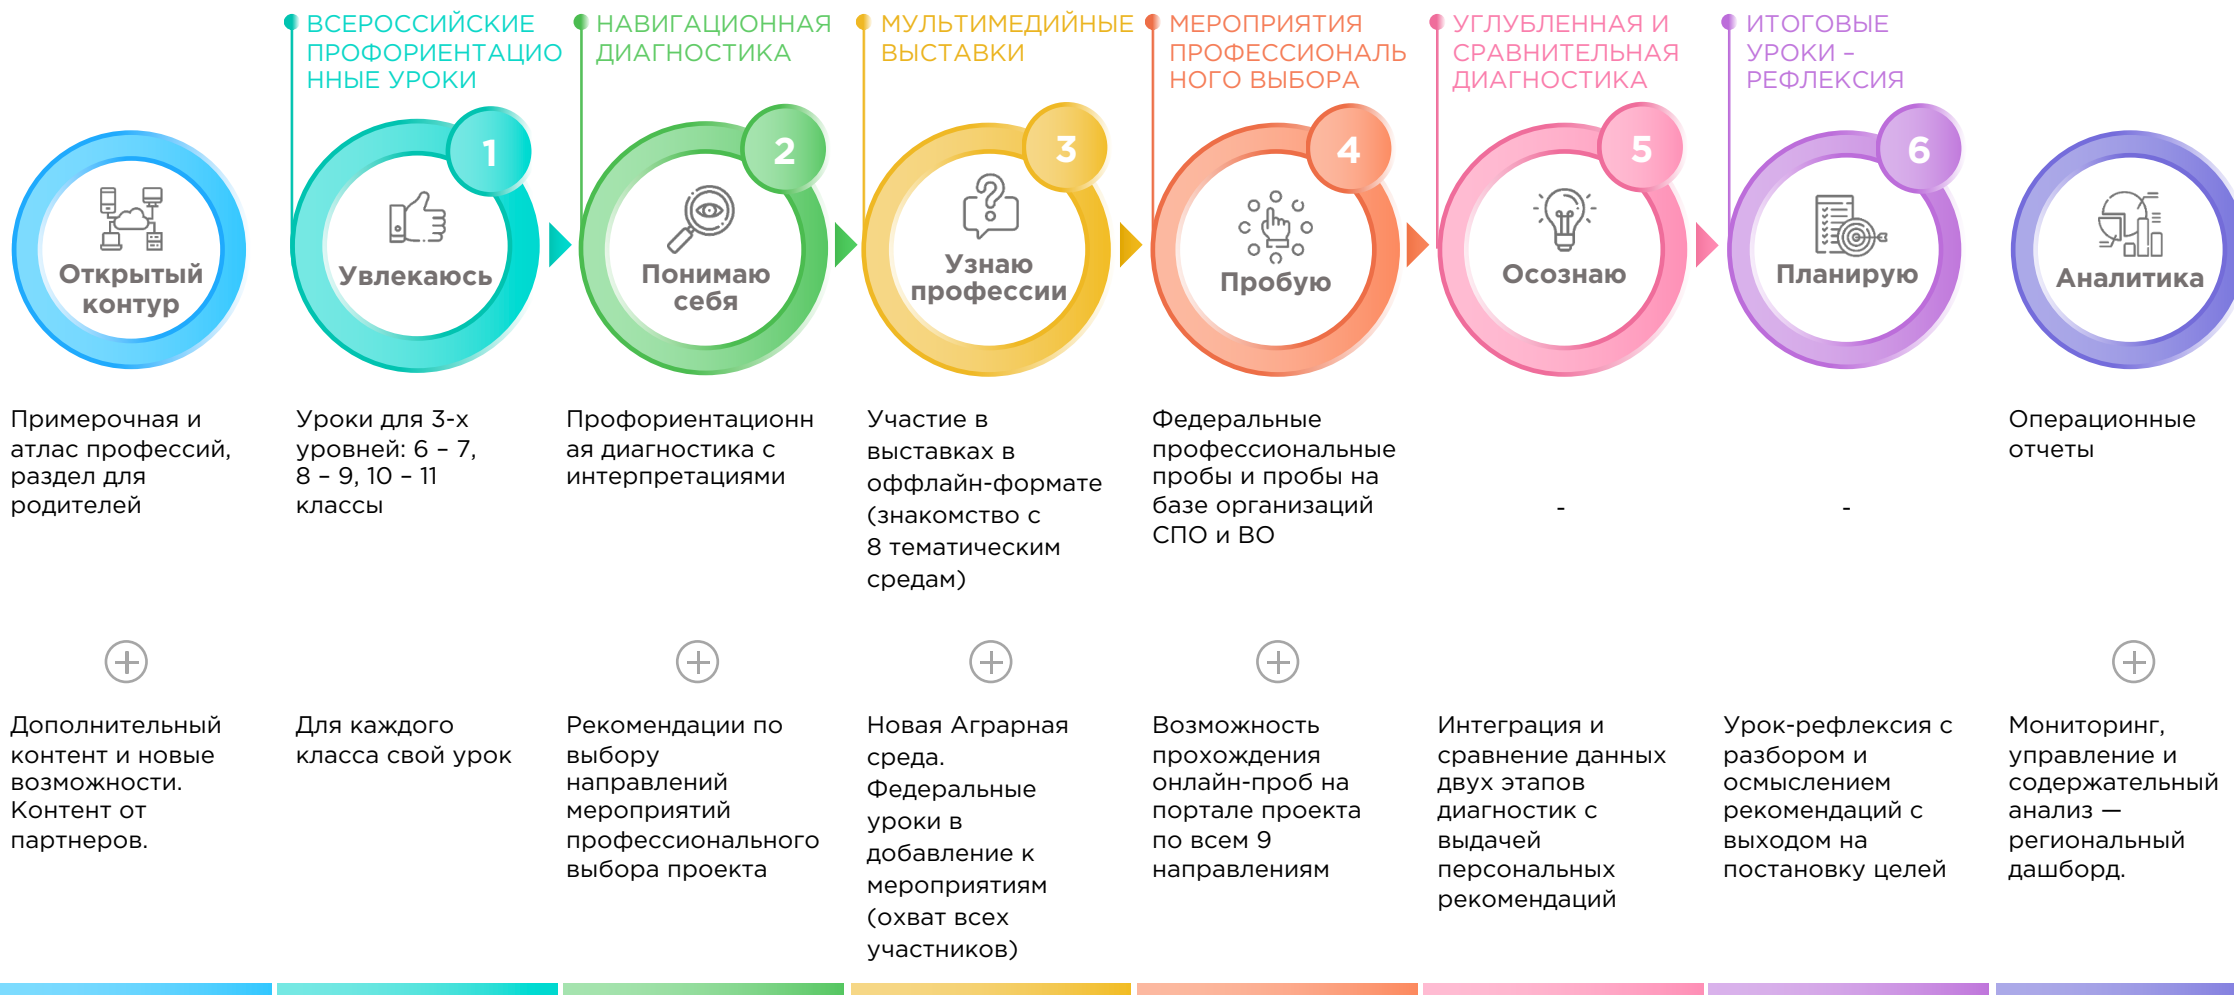 ВСЕРОССИЙСКИЕ
ПРОФОРИЕНТАЦИО
ННЫЕ УРОКИ
НАВИГАЦИОННАЯ
ДИАГНОСТИКА
МУЛЬТИМЕДИЙНЫЕ
ВЫСТАВКИ
МЕРОПРИЯТИЯ
ПРОФЕССИОНАЛЬ
НОГО ВЫБОРА
УГЛУБЛЕННАЯ И
СРАВНИТЕЛЬНАЯ
ДИАГНОСТИКА
ИТОГОВЫЕ
УРОКИ –
РЕФЛЕКСИЯ
Открытый
контур
1
Увлекаюсь
2
Понимаю
себя
3
Узнаю
профессии
4
Пробую
5
Осознаю
6
Планирую
Аналитика
Примерочная и
атлас профессий,
раздел для
родителей
Уроки для 3-х
уровней: 6 – 7,
8 – 9, 10 – 11
классы
Профориентационн
ая диагностика с
интерпретациями
Участие в
выставках в
оффлайн-формате
(знакомство с
8 тематическим
средам)
Федеральные
профессиональные
пробы и пробы на
базе организаций
СПО и ВО
-
-
Операционные
отчеты
Дополнительный
контент и новые
возможности.
Контент от
партнеров.
Для каждого
класса свой урок
Рекомендации по
выбору
направлений
мероприятий
профессионального
выбора проекта
Новая Аграрная
среда.
Федеральные
уроки в
добавление к
мероприятиям
(охват всех
участников)
Возможность
прохождения
онлайн-проб на
портале проекта
по всем 9
направлениям
Интеграция и
сравнение данных
двух этапов
диагностик с
выдачей
персональных
рекомендаций
Урок-рефлексия с
разбором и
осмыслением
рекомендаций с
выходом на
постановку целей
Мониторинг,
управление и
содержательный
анализ —
региональный
дашборд.